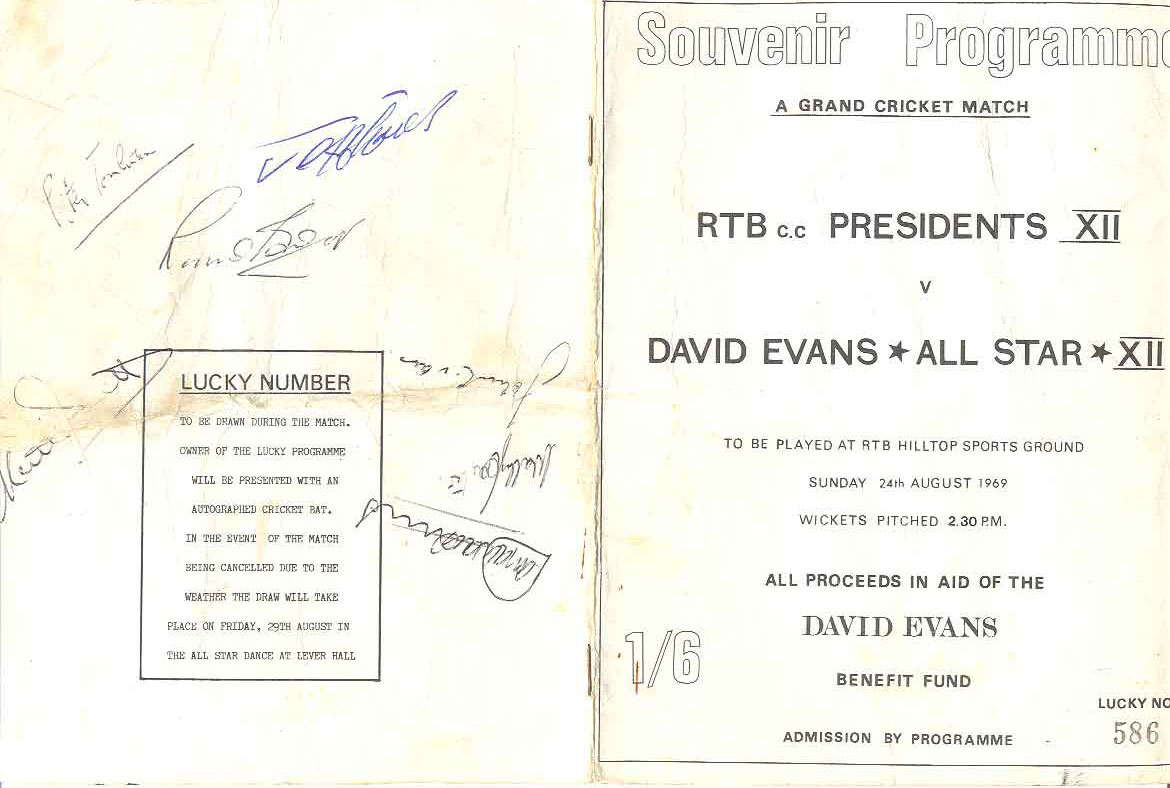 LUCKY NUMBER
TO BE DRAWN DURING THE MATCH.
OWNER OF THE LUCKY PROGRAMME
WILL BE PRESENTED WITH AN
AUTOGRAPHED CRICKET BAT.
IN THE EVENT OF THE MATCH
BEING CANCELLED DUE TO THE
WEATHER THE DRAW WILL TAKE
PLACE ON FRIDAY, 29TH AUGUST IN
THE ALL STAR DANCE AT LEVER HALL
Souvenir Programme
A GRAND CRICKET MATCH
RTB c.c PRESIDENTS XII
v
DAVID EVANS ★ ALL STAR ★ XII
TO BE PLAYED AT RTB HILLTOP SPORTS GROUND
SUNDAY 24th AUGUST 1969
WICKETS PITCHED 2.30 P.M.
ALL PROCEEDS IN AID OF THE
DAVID EVANS
1/6
BENEFIT FUND
LUCKY NO
586
ADMISSION BY PROGRAMME